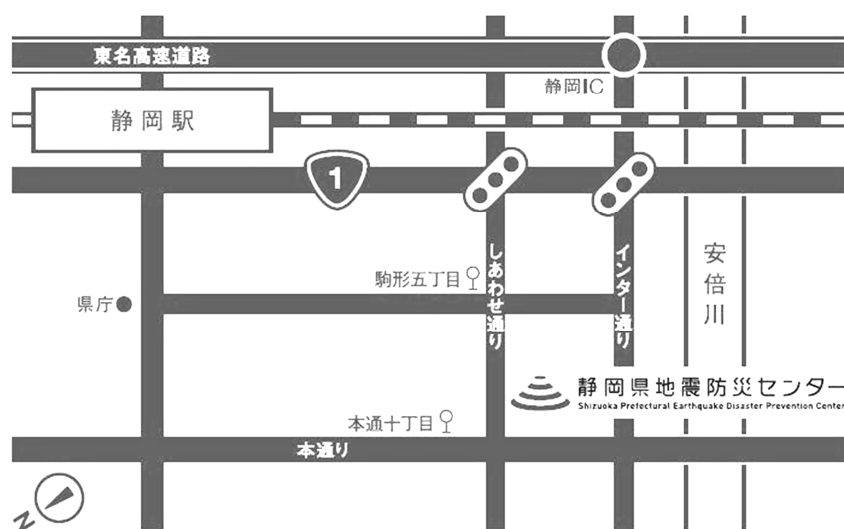 東名高速道路
静岡IC
静岡駅
1
しあわせ通り
インター通り
安倍川
駒形五丁目
県庁
静岡県地震防災センター
Shizuoka Prefectural Earthquake Disaster Prevention Center
本通十丁目
本通り
N